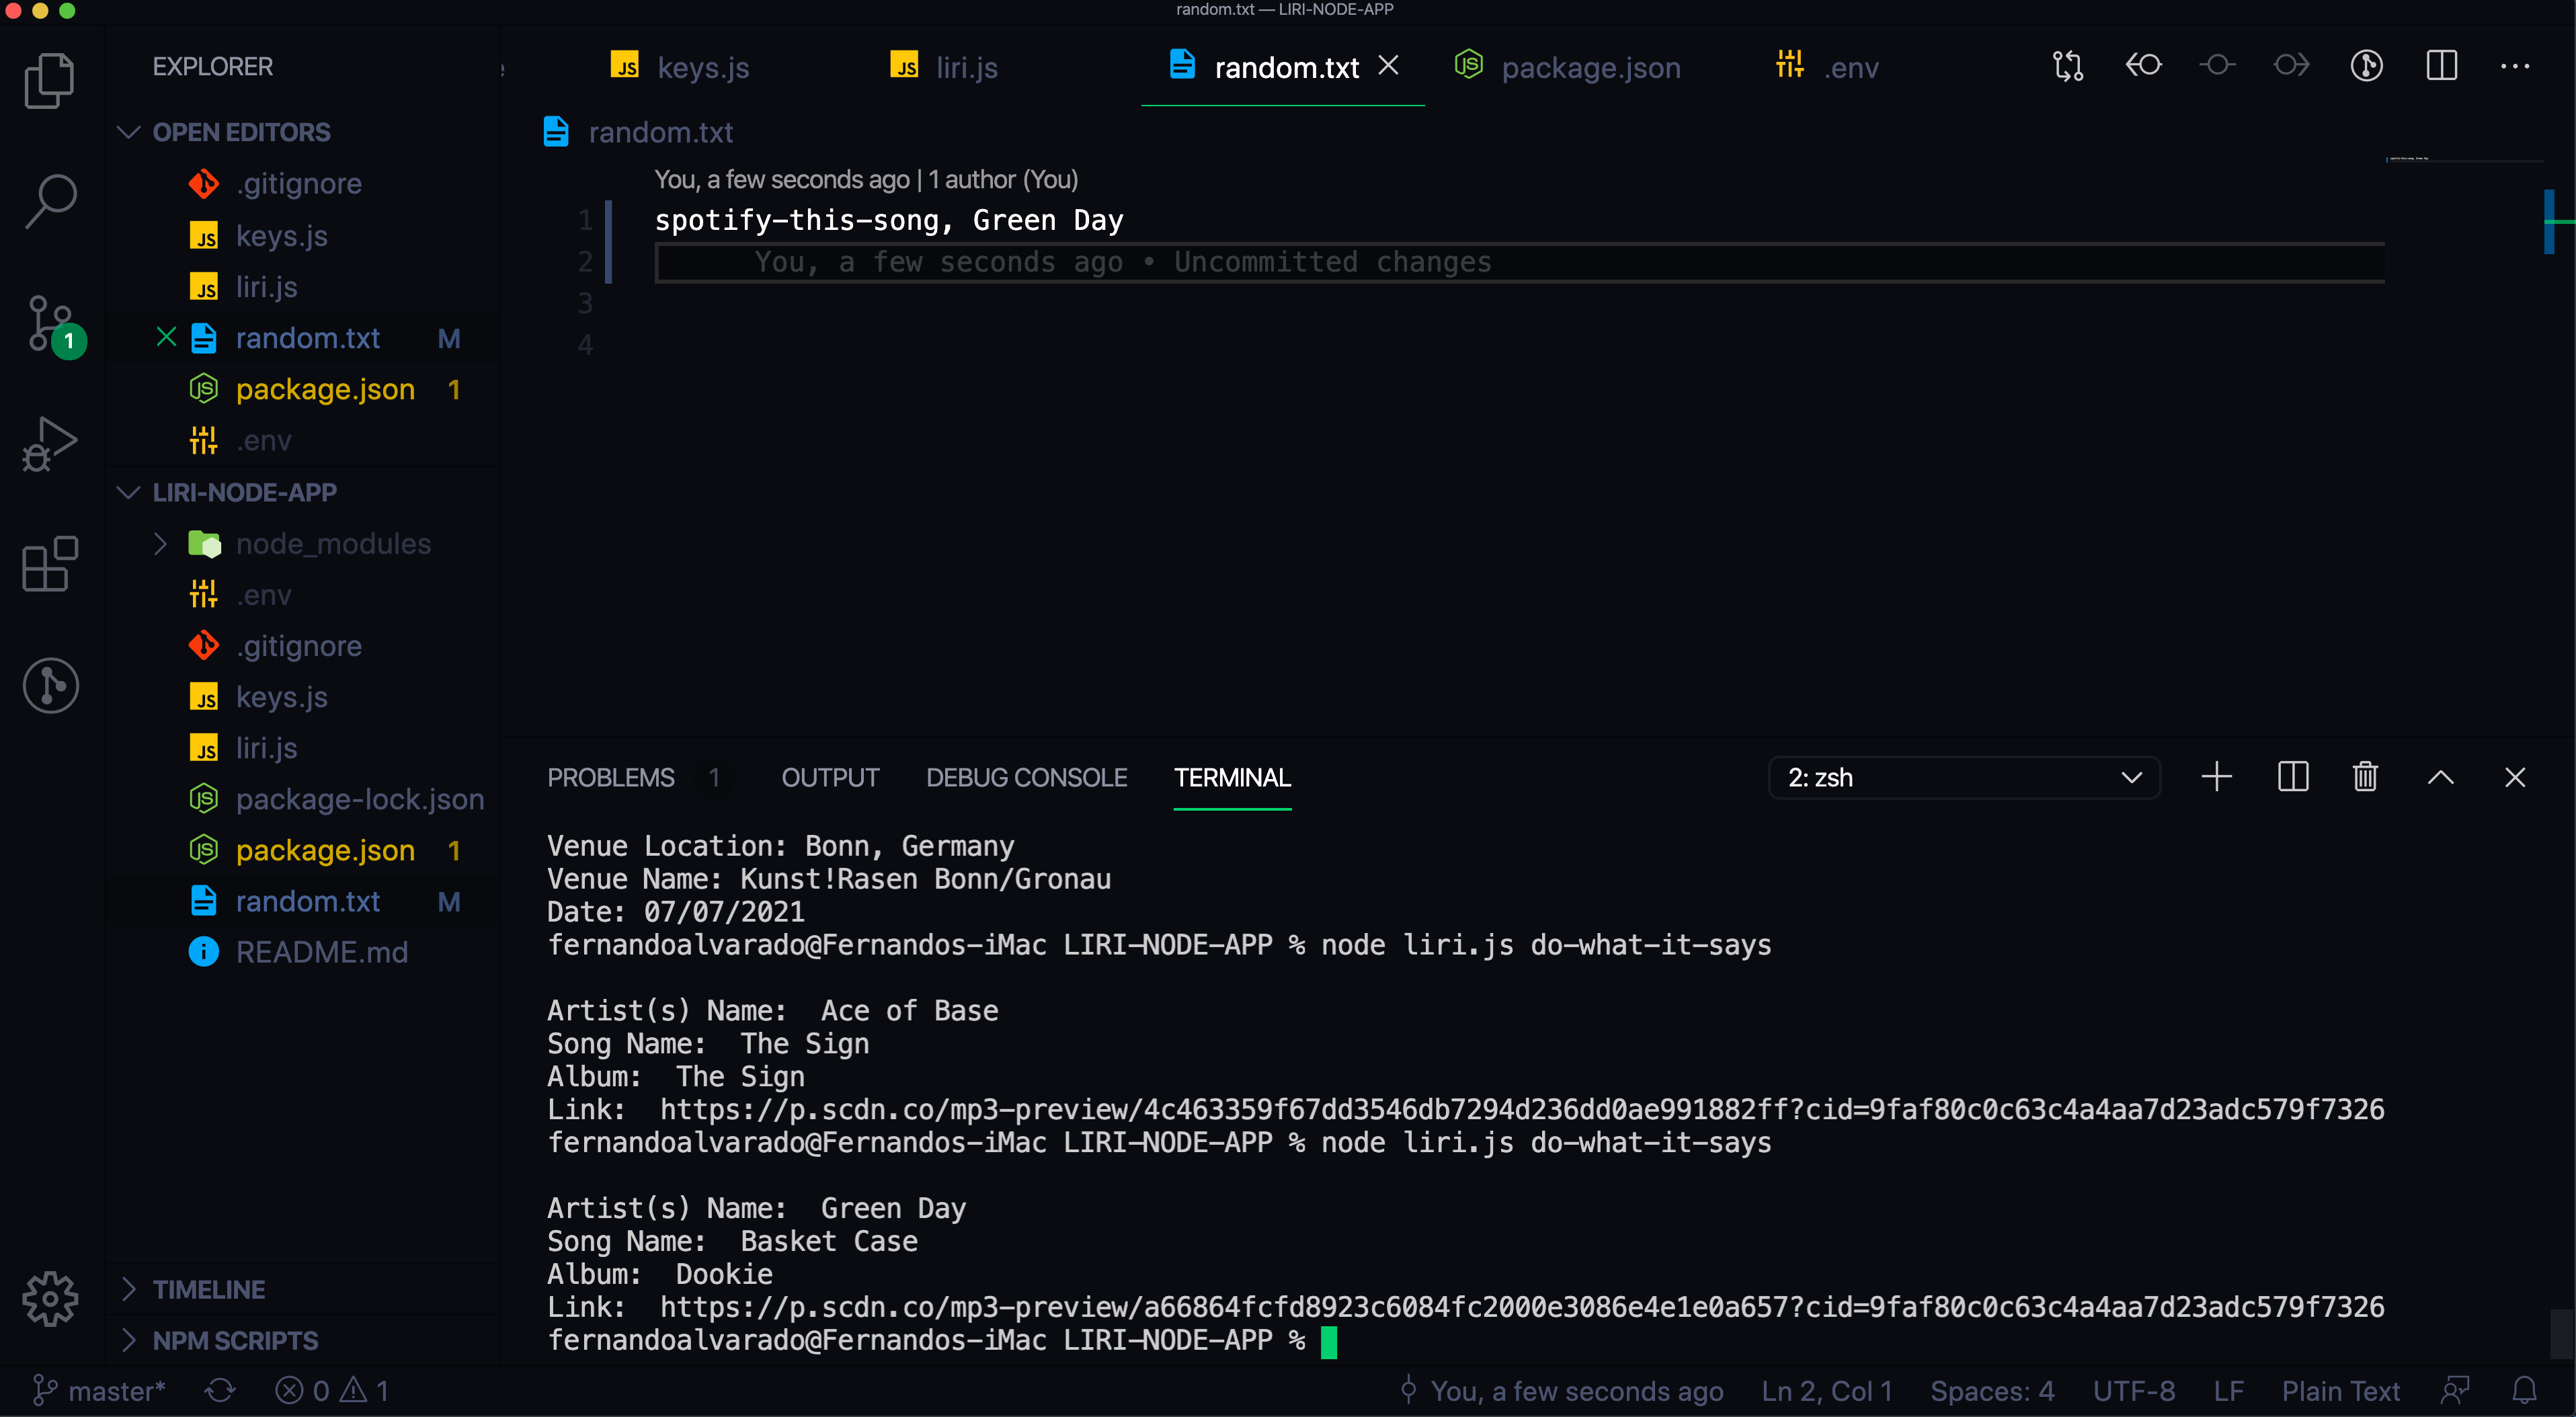 random.txt — LIRI-NODE-APP
EXPLORER
keys.js
liri.js
random.txt
package.json
.env
OPEN EDITORS
.gitignore
keys.js
liri.js
random.txt M
package.json 1
.env
LIRI-NODE-APP
node_modules
.env
.gitignore
keys.js
liri.js
package-lock.json
package.json 1
random.txt M
README.md
TIMELINE
NPM SCRIPTS
1
random.txt
You, a few seconds ago | 1 author (You)
1 spotify-this-song, Green Day
2 You, a few seconds ago • Uncommitted changes
3
4
PROBLEMS 1 OUTPUT DEBUG CONSOLE TERMINAL 2: zsh
Venue Location: Bonn, Germany
Venue Name: Kunst!Rasen Bonn/Gronau
Date: 07/07/2021
fernandoalvarado@Fernandos-iMac LIRI-NODE-APP % node liri.js do-what-it-says
Artist(s) Name:  Ace of Base
Song Name:  The Sign
Album:  The Sign
Link:  https://p.scdn.co/mp3-preview/4c463359f67dd3546db7294d236dd0ae991882ff?cid=9faf80c0c63c4a4aa7d23adc579f7326
fernandoalvarado@Fernandos-iMac LIRI-NODE-APP % node liri.js do-what-it-says
Artist(s) Name:  Green Day
Song Name:  Basket Case
Album:  Dookie
Link:  https://p.scdn.co/mp3-preview/a66864fcfd8923c6084fc2000e3086e4e1e0a657?cid=9faf80c0c63c4a4aa7d23adc579f7326
fernandoalvarado@Fernandos-iMac LIRI-NODE-APP %
master* 0 1 You, a few seconds ago Ln 2, Col 1 Spaces: 4 UTF-8 LF Plain Text